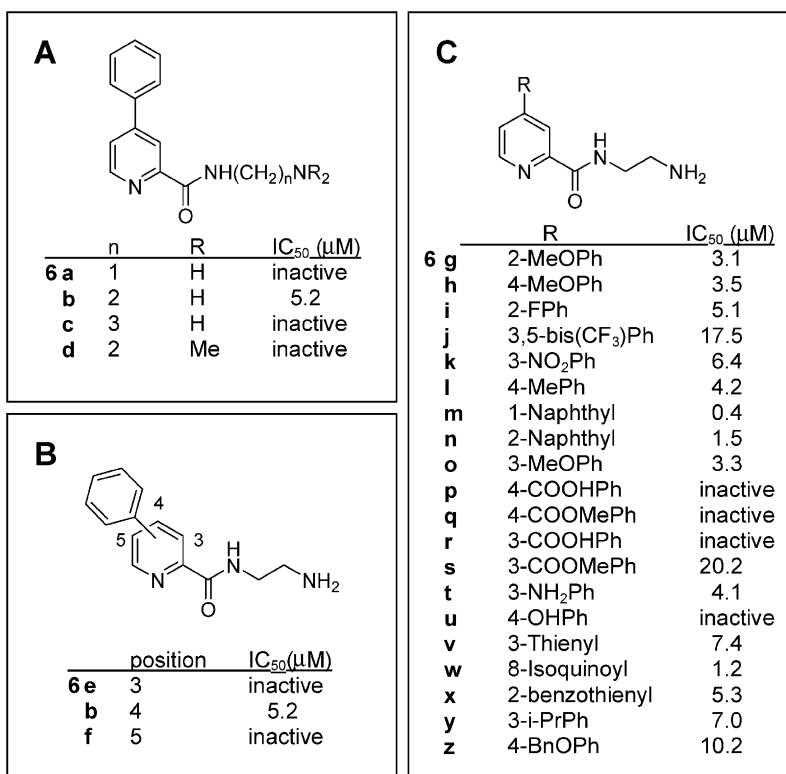 A
N
NH(CH₂)ₙNR₂
O
n R IC₅₀ (μM)
6 a 1 H inactive
b 2 H 5.2
c 3 H inactive
d 2 Me inactive
B
4
5 3
H
N
N NH₂
O
position IC₅₀(μM)
6 e 3 inactive
b 4 5.2
f 5 inactive
C
R
H
N
N NH₂
O
R IC₅₀ (μM)
6 g 2-MeOPh 3.1
h 4-MeOPh 3.5
i 2-FPh 5.1
j 3,5-bis(CF₃)Ph 17.5
k 3-NO₂Ph 6.4
l 4-MePh 4.2
m 1-Naphthyl 0.4
n 2-Naphthyl 1.5
o 3-MeOPh 3.3
p 4-COOHPh inactive
q 4-COOMePh inactive
r 3-COOHPh inactive
s 3-COOMePh 20.2
t 3-NH₂Ph 4.1
u 4-OHPh inactive
v 3-Thienyl 7.4
w 8-Isoquinoyl 1.2
x 2-benzothienyl 5.3
y 3-i-PrPh 7.0
z 4-BnOPh 10.2